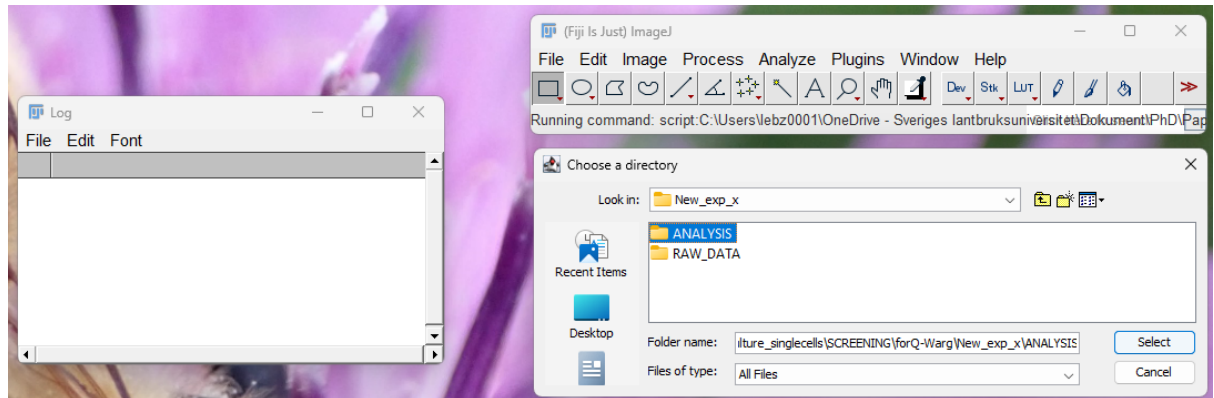 Log
File Edit Font
(Fiji Is Just) ImageJ
File Edit Image Process Analyze Plugins Window Help
Dev Stk LUT
Running command: script:C:\Users\lebz0001\OneDrive - Sveriges lantbruksuniversitet\Dokument\PhD\Pap
Choose a directory
Look in: New_exp_x
ANALYSIS
RAW_DATA
Recent Items
Desktop
Folder name: ilture_singlecells\SCREENING\forQ-Warg\New_exp_x\ANALYSIS Select
Files of type: All Files Cancel